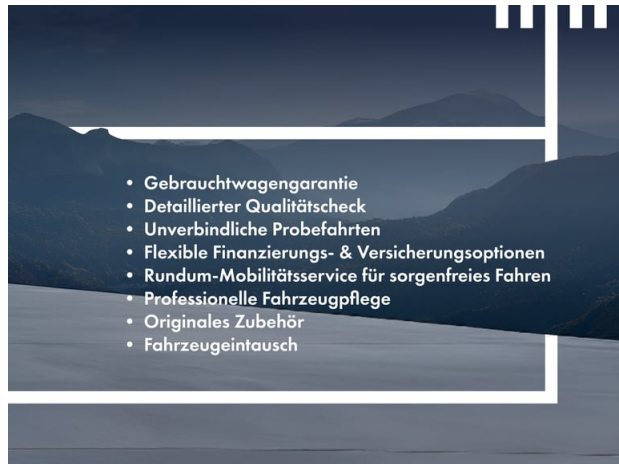 • Gebrauchtwagengarantie
• Detaillierter Qualitätscheck
• Unverbindliche Probefahrten
• Flexible Finanzierungs- & Versicherungsoptionen
• Rundum-Mobilitätsservice für sorgenfreies Fahren
• Professionelle Fahrzeugpflege
• Originales Zubehör
• Fahrzeugeintausch